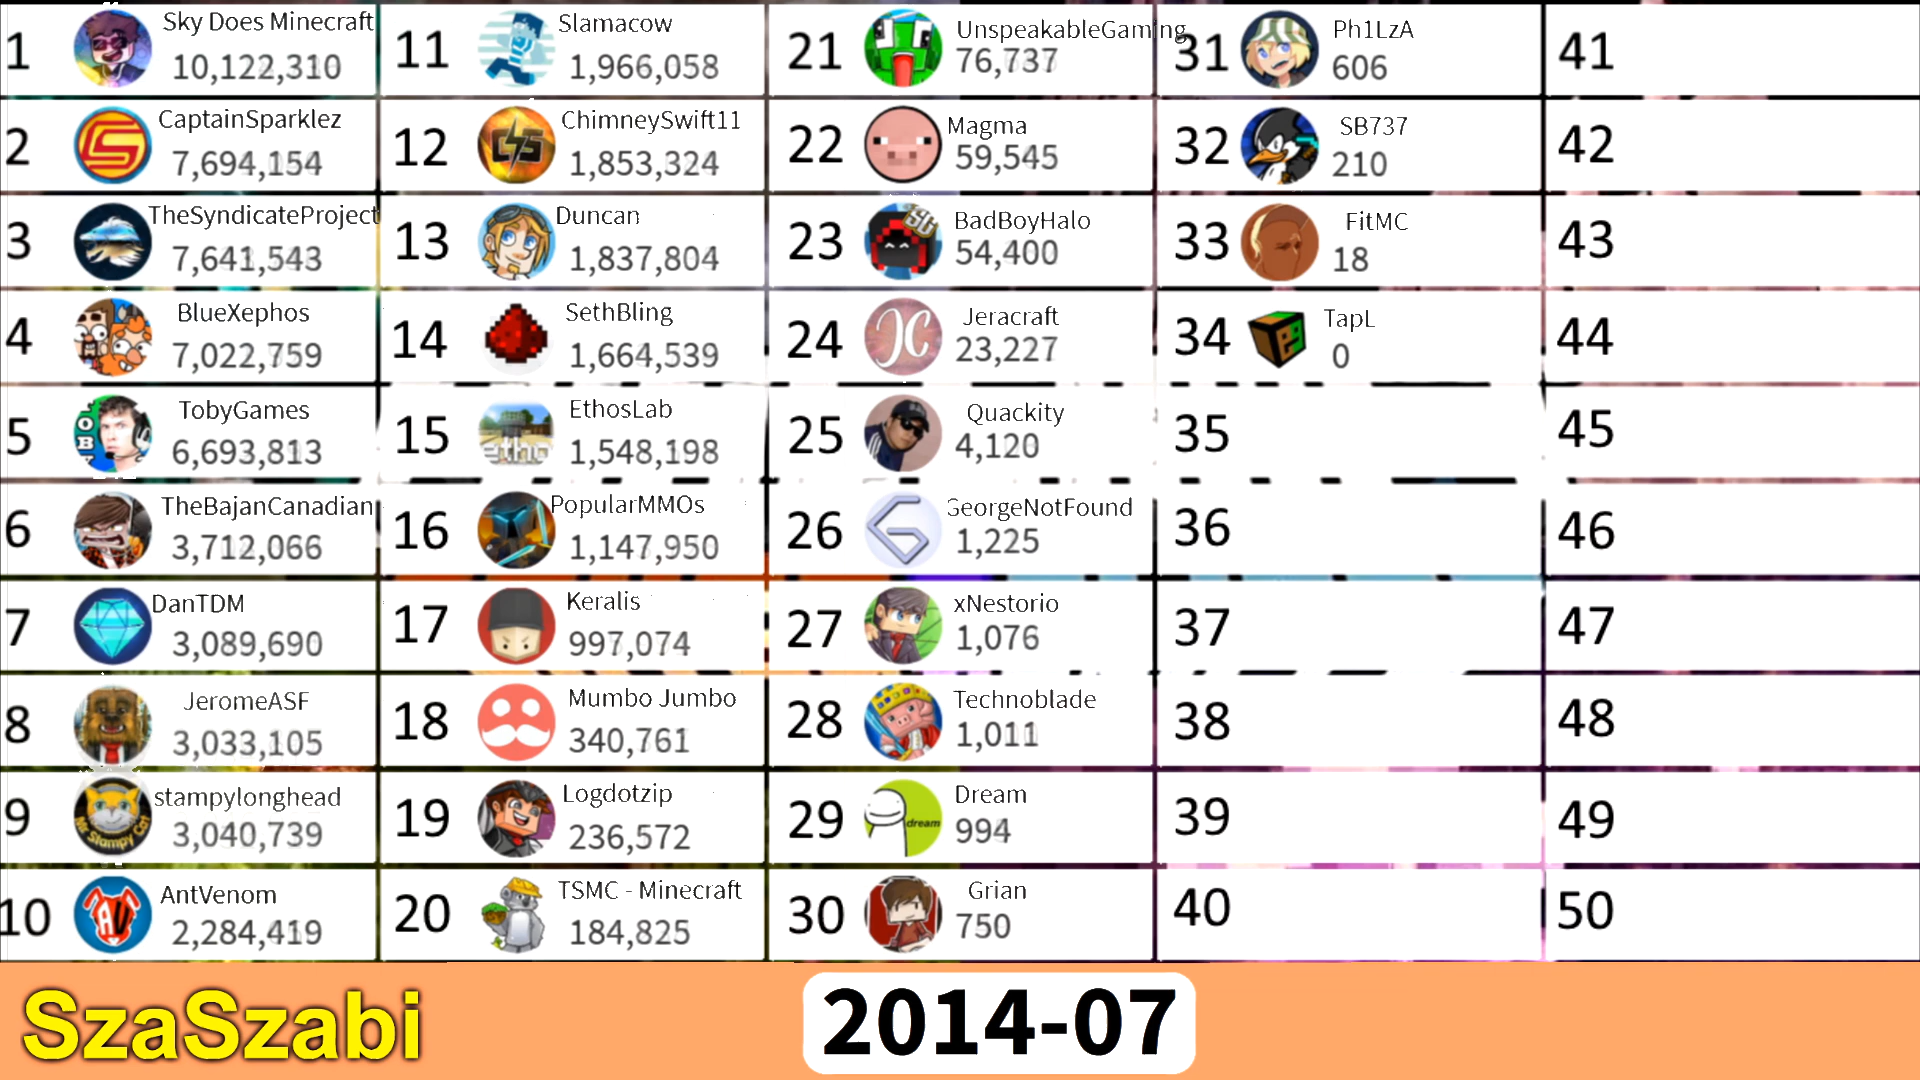 1 Sky Does Minecraft
10,122,310
2 CaptainSparklez
7,694,154
3 TheSyndicateProject
7,641,543
4 BlueXephos
7,022,759
5 TobyGames
6,693,813
6 TheBajanCanadian
3,712,066
7 DanTDM
3,089,690
8 JeromeASF
3,033,105
9 stampylonghead
3,040,739
10 AntVenom
2,284,419
11 Slamacow
1,966,058
12 ChimneySwift11
1,853,324
13 Duncan
1,837,804
14 SethBling
1,664,539
15 EthosLab
1,548,198
16 PopularMMOs
1,147,950
17 Keralis
997,074
18 Mumbo Jumbo
340,761
19 Logdotzip
236,572
20 TSMC - Minecraft
184,825
21 UnspeakableGaming
76,737
22 Magma
59,545
23 BadBoyHalo
54,400
24 Jeracraft
23,227
25 Quackity
4,120
26 GeorgeNotFound
1,225
27 xNestorio
1,076
28 Technoblade
1,011
29 Dream
994
dream
30 Grian
750
31 Ph1LzA
606
32 SB737
210
33 FitMC
18
34 TapL
0
35
36
37
38
39
40
41
42
43
44
45
46
47
48
49
50
SzaSzabi
2014-07